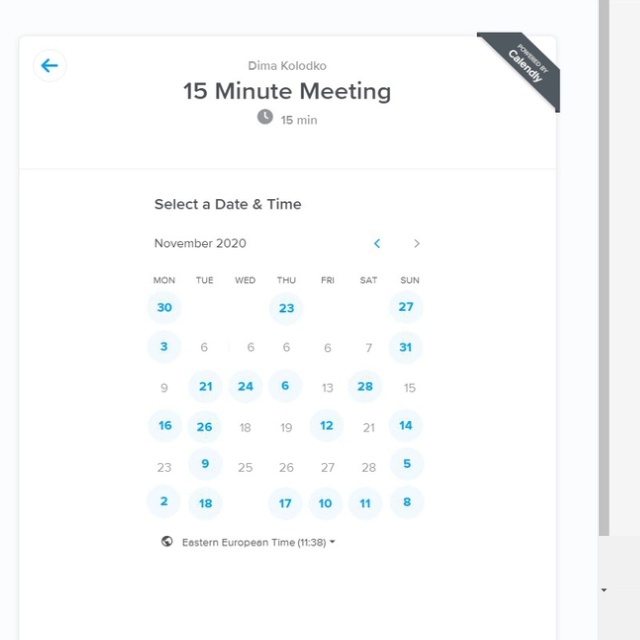 Dima Kolodko
15 Minute Meeting
15 min
POWERED BY
Calendly
Select a Date & Time
November 2020
MON TUE WED THU FRI SAT SUN
30 23 27
3 6 6 6 6 7 31
9 21 24 6 13 28 15
16 26 18 19 12 21 14
23 9 25 26 27 28 5
2 18 17 10 11 8
Eastern European Time (11:38)